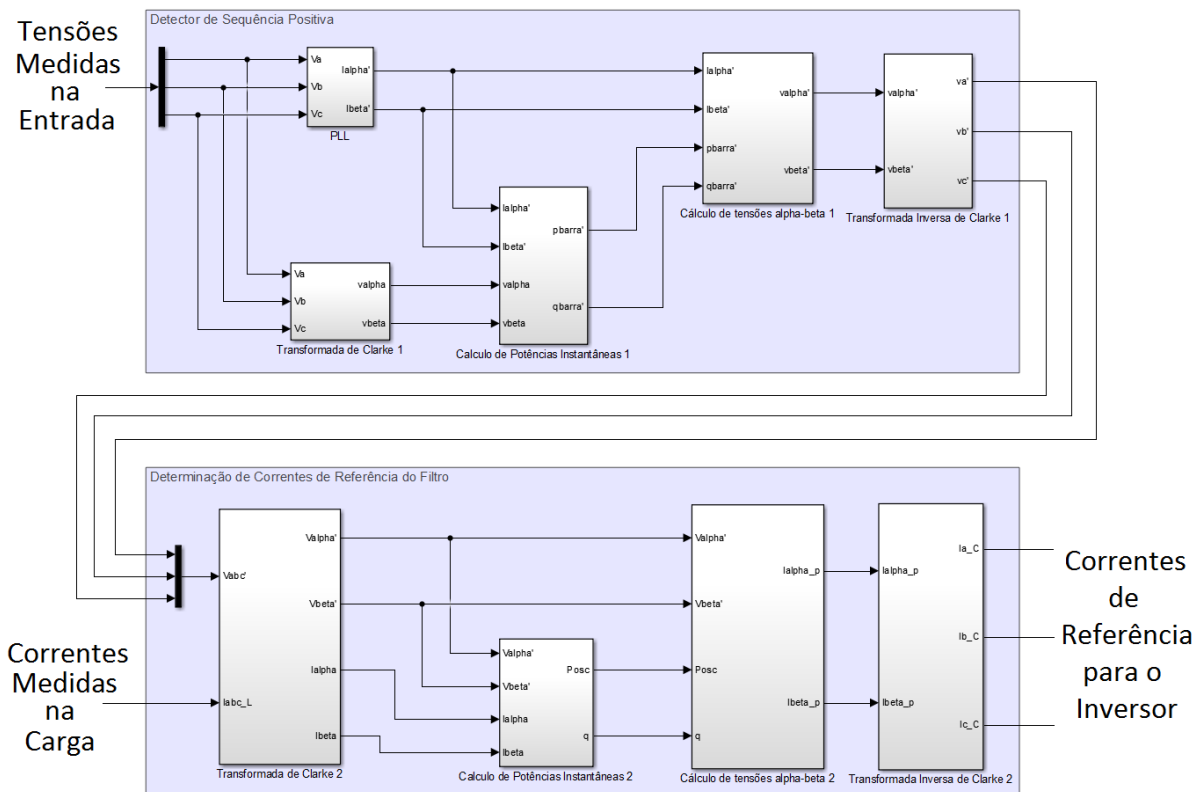 Tensões
Medidas
na
Entrada
Detector de Sequência Positiva
Va
Vb
Vc
Ialpha'
Ibeta'
PLL
Va
Vb
Vc
valpha
vbeta
Transformada de Clarke 1
Ialpha'
Ibeta'
valpha
vbeta
pbarra'
qbarra'
Calculo de Potências Instantâneas 1
Ialpha'
Ibeta'
pbarra'
qbarra'
valpha'
vbeta'
Cálculo de tensões alpha-beta 1
valpha'
vbeta'
va'
vb'
vc'
Transformada Inversa de Clarke 1
Determinação de Correntes de Referência do Filtro
Correntes
Medidas
na
Carga
Vabc'
Iabc_L
Valpha'
Vbeta'
Ialpha
Ibeta
Transformada de Clarke 2
Valpha'
Vbeta'
Ialpha
Ibeta
Posc
q
Calculo de Potências Instantâneas 2
Valpha'
Vbeta'
Posc
q
Ialpha_p
Ibeta_p
Cálculo de tensões alpha-beta 2
Ialpha_p
Ibeta_p
Ia_C
Ib_C
Ic_C
Transformada Inversa de Clarke 2
Correntes
de
Referência
para o
Inversor